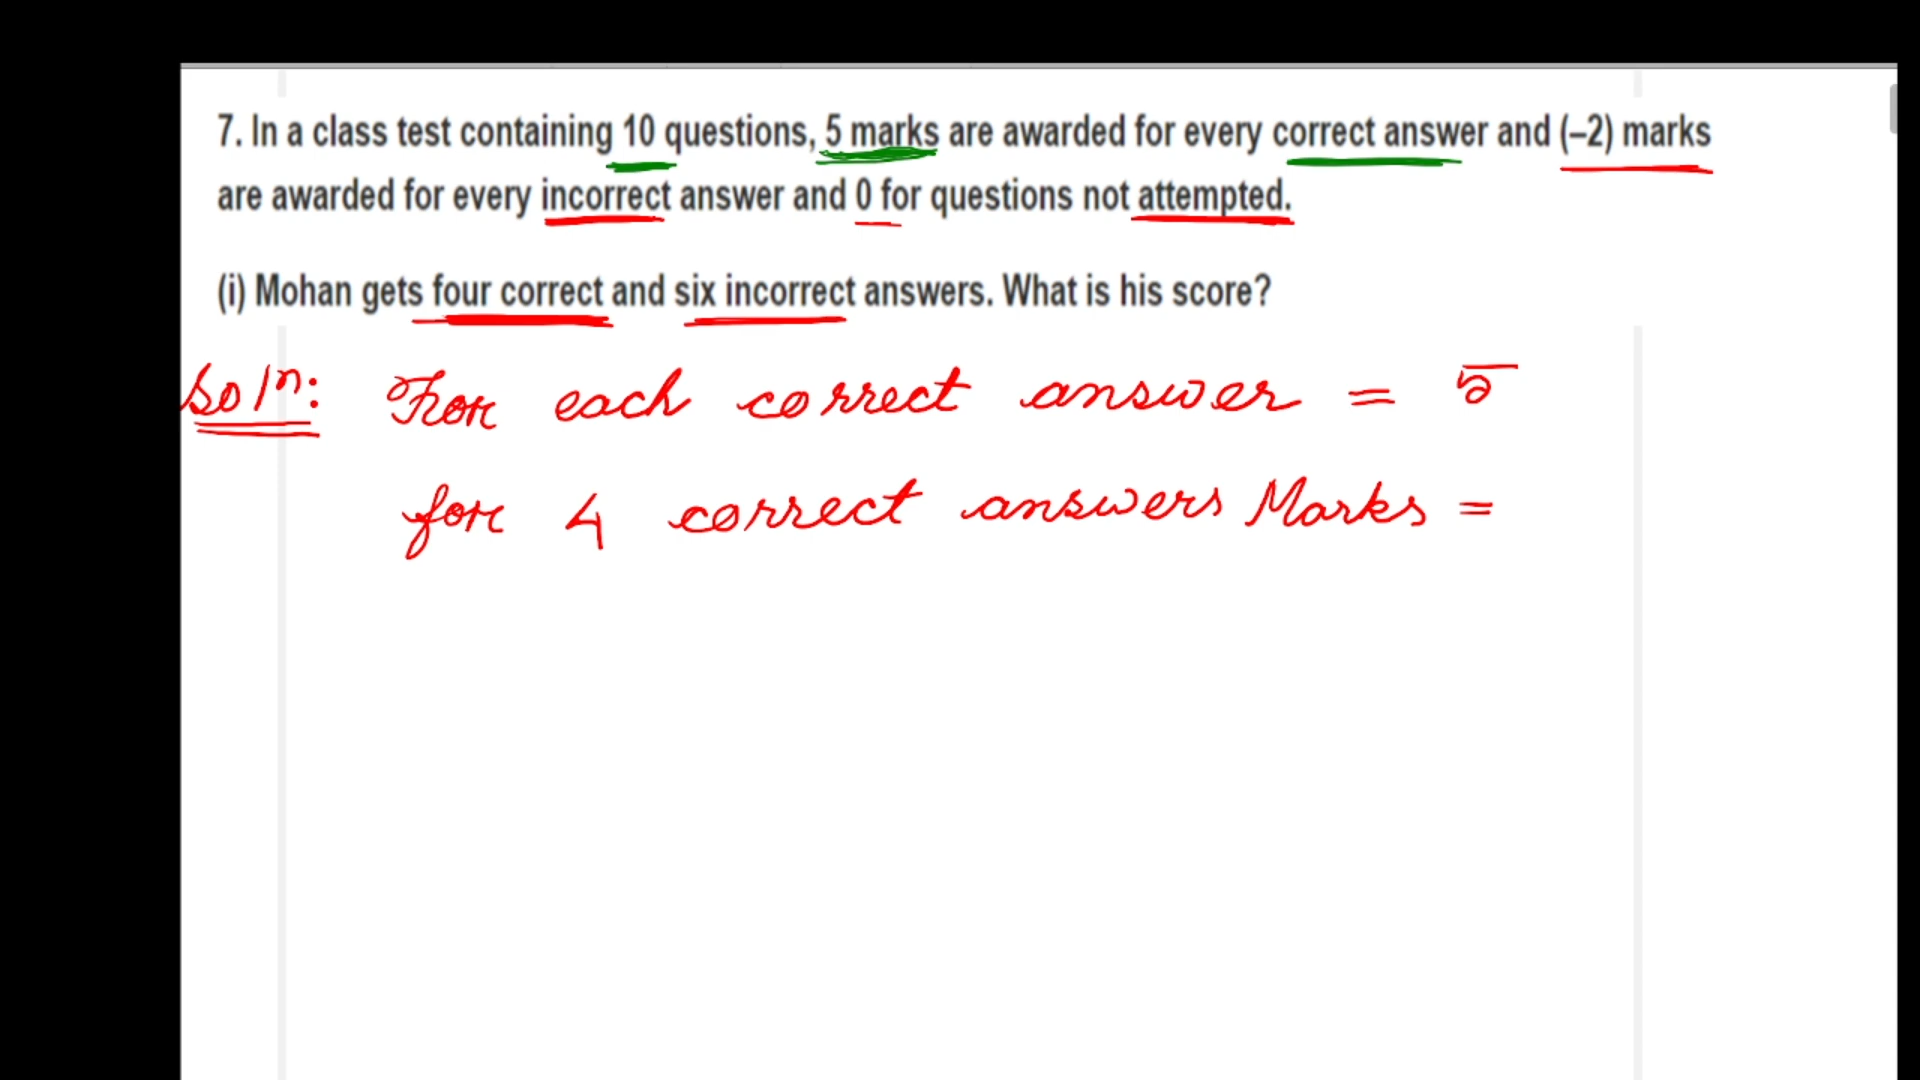 7. In a class test containing 10 questions, 5 marks are awarded for every correct answer and (–2) marks
are awarded for every incorrect answer and 0 for questions not attempted.
(i) Mohan gets four correct and six incorrect answers. What is his score?
Soln: For each correct answer = 5
for 4 correct answers Marks =